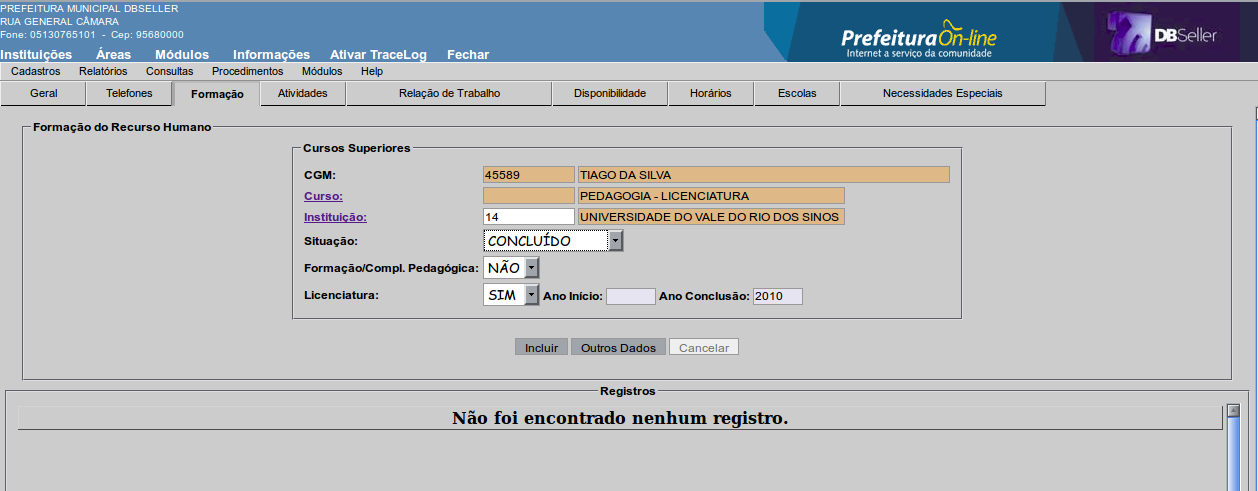 PREFEITURA MUNICIPAL DBSELLER
RUA GENERAL CÂMARA
Fone: 05130765101 - Cep: 95680000
Instituições Áreas Módulos Informações Ativar TraceLog Fechar
PrefeituraOn-line
Internet a serviço da comunidade
DBSeller
Cadastros Relatórios Consultas Procedimentos Módulos Help
Geral Telefones Formação Atividades Relação de Trabalho Disponibilidade Horários Escolas Necessidades Especiais
Formação do Recurso Humano
Cursos Superiores
CGM: 45589 TIAGO DA SILVA
Curso: PEDAGOGIA - LICENCIATURA
Instituição: 14 UNIVERSIDADE DO VALE DO RIO DOS SINOS
Situação: CONCLUÍDO
Formação/Compl. Pedagógica: NÃO
Licenciatura: SIM Ano Início: Ano Conclusão: 2010
Incluir Outros Dados Cancelar
Registros
Não foi encontrado nenhum registro.